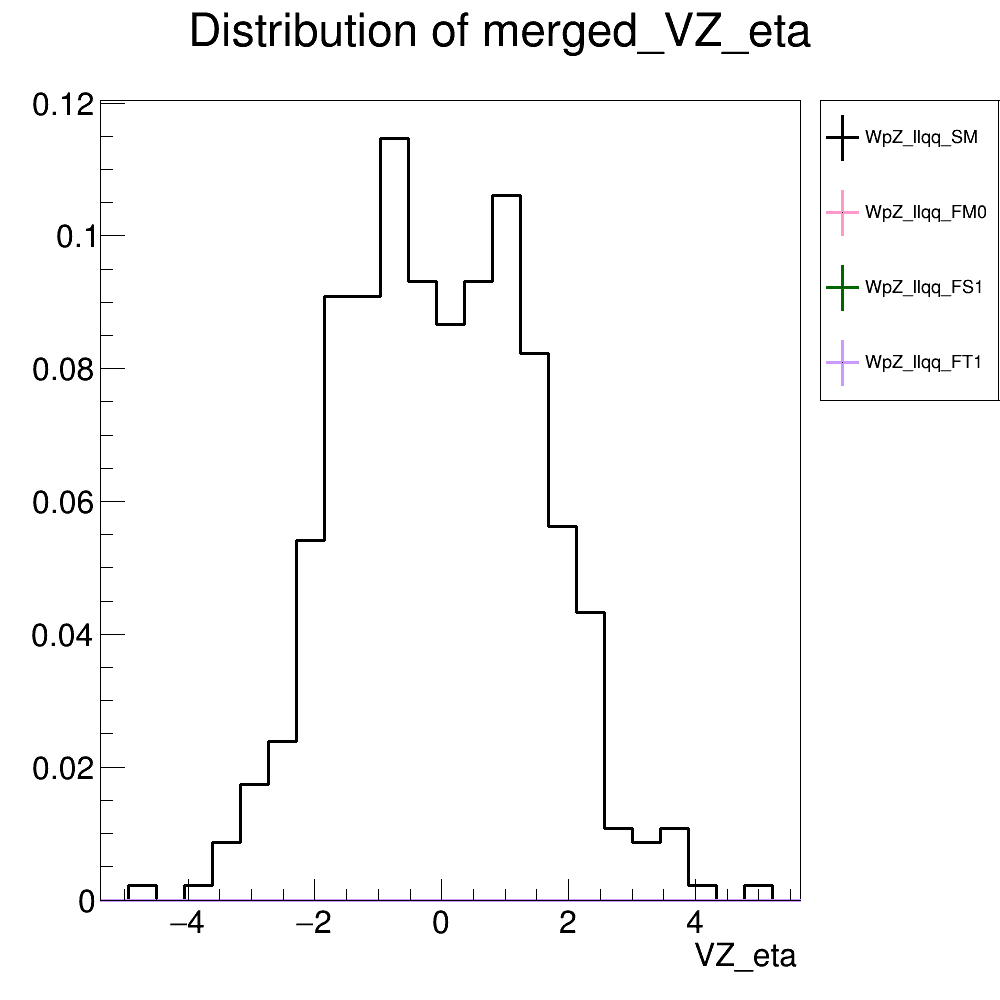 Distribution of merged_VZ_eta
0.12
0.1
0.08
0.06
0.04
0.02
0
−4
−2
0
2
4
VZ_eta
WpZ_llqq_SM
WpZ_llqq_FM0
WpZ_llqq_FS1
WpZ_llqq_FT1